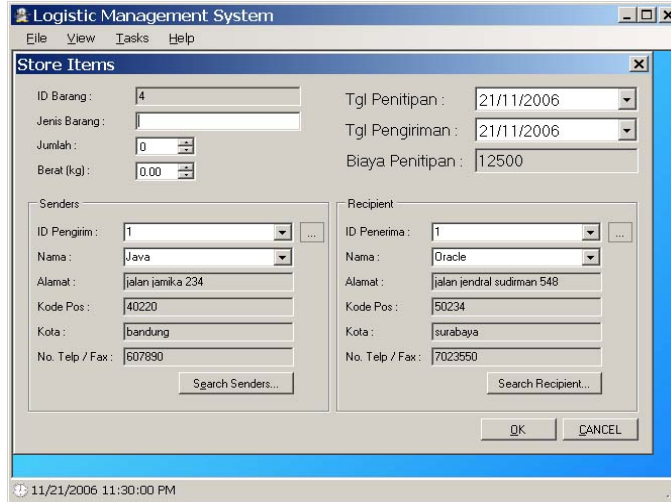 Logistic Management System
File View Tasks Help
Store Items
ID Barang : 4
Jenis Barang :
Jumlah : 0
Berat (kg) : 0.00
Tgl Penitipan : 21/11/2006
Tgl Pengiriman : 21/11/2006
Biaya Penitipan : 12500
Senders
ID Pengirim : 1 ...
Nama : Java
Alamat : jalan jamika 234
Kode Pos : 40220
Kota : bandung
No. Telp / Fax : 607890
Search Senders...
Recipient
ID Penerima : 1 ...
Nama : Oracle
Alamat : jalan jendral sudirman 548
Kode Pos : 50234
Kota : surabaya
No. Telp / Fax : 7023550
Search Recipient...
OK CANCEL
11/21/2006 11:30:00 PM